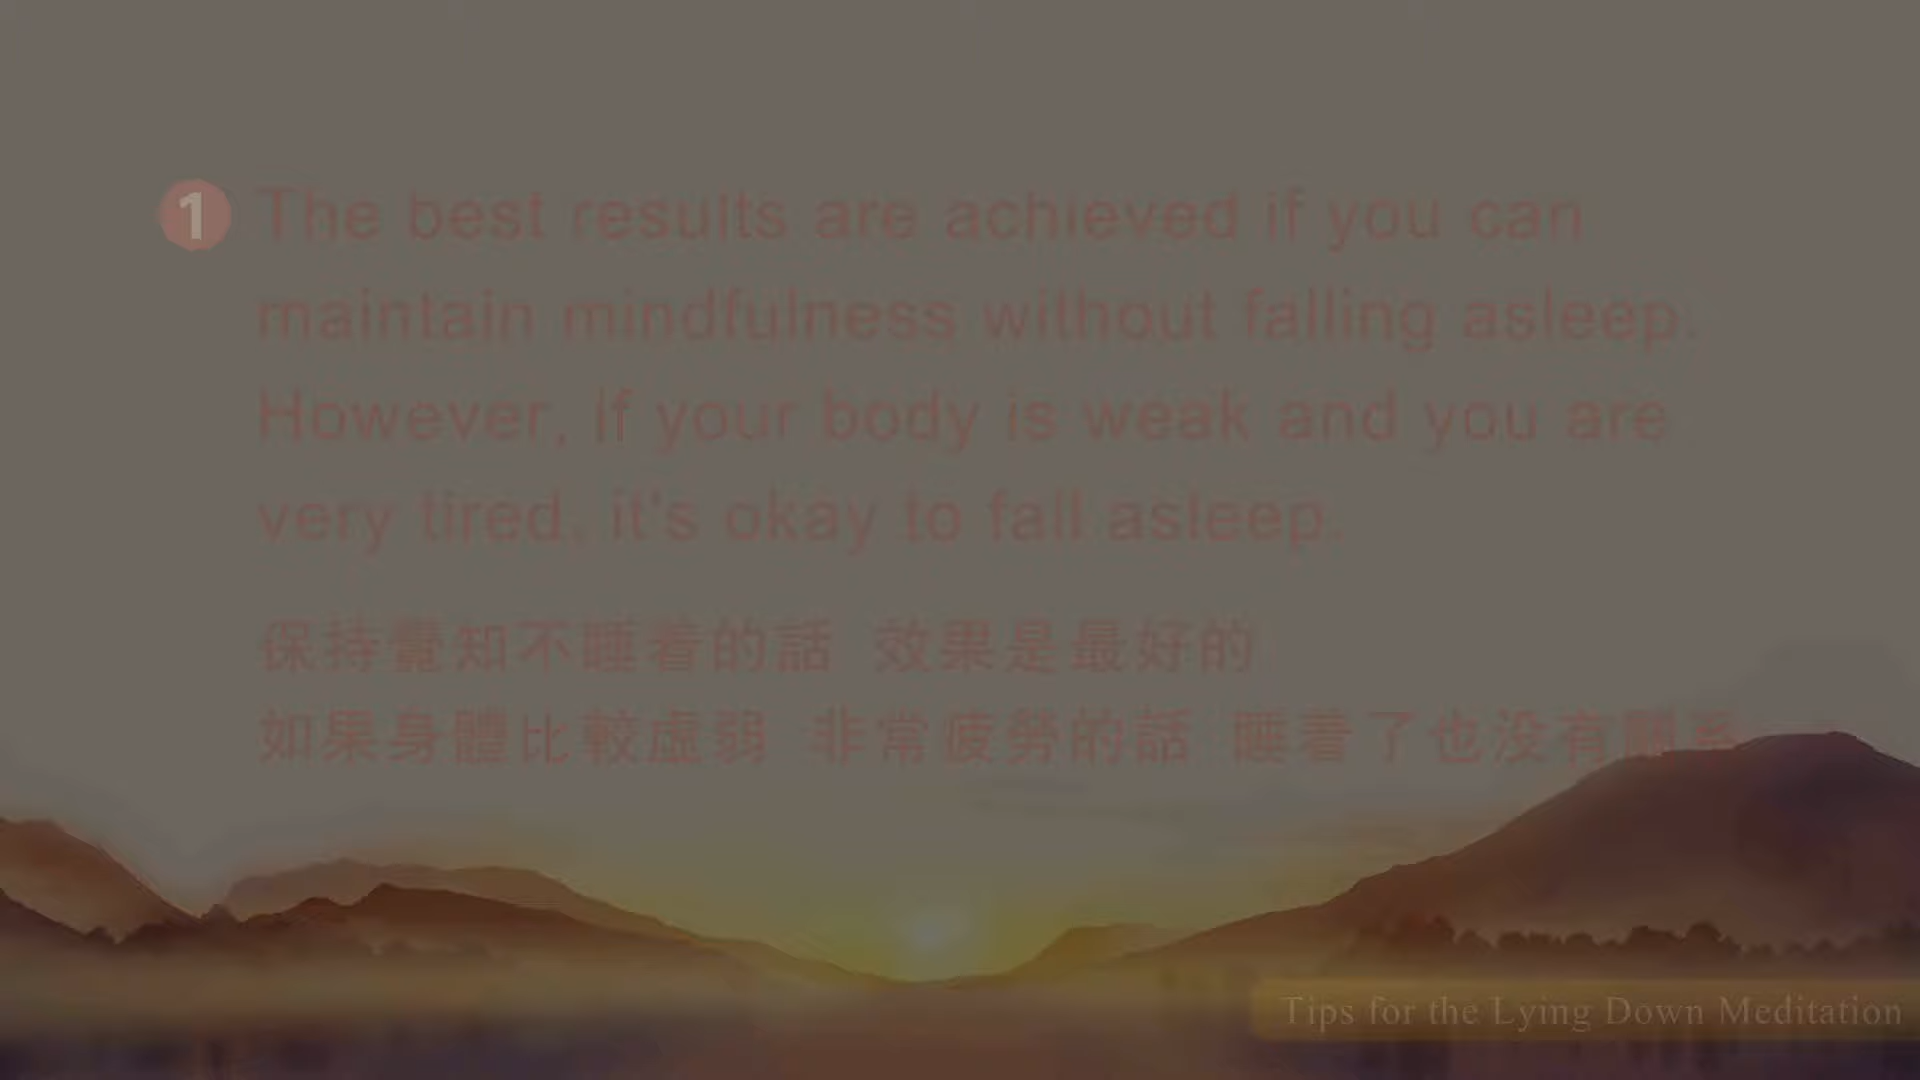 1 The best results are achieved if you can
maintain mindfulness without falling asleep.
However, if your body is weak and you are
very tired, it's okay to fall asleep.
保持覺知不睡着的話 效果是最好的
如果身體比較虛弱 非常疲勞的話 睡着了也没有關系
Tips for the Lying Down Meditation